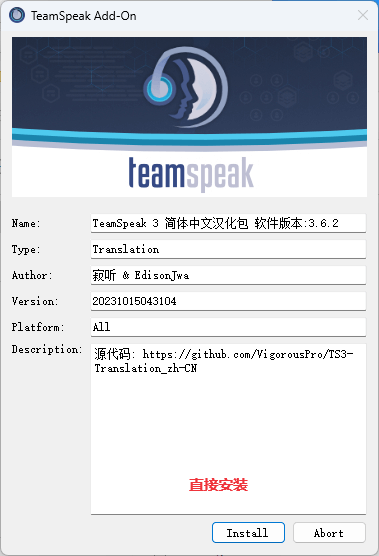 TeamSpeak Add-On
teamspeak
Name: TeamSpeak 3 简体中文汉化包 软件版本:3.6.2
Type: Translation
Author: 寂听 & EdisonJwa
Version: 20231015043104
Platform: All
Description: 源代码: https://github.com/VigorousPro/TS3-
Translation_zh-CN
直接安装
Install Abort